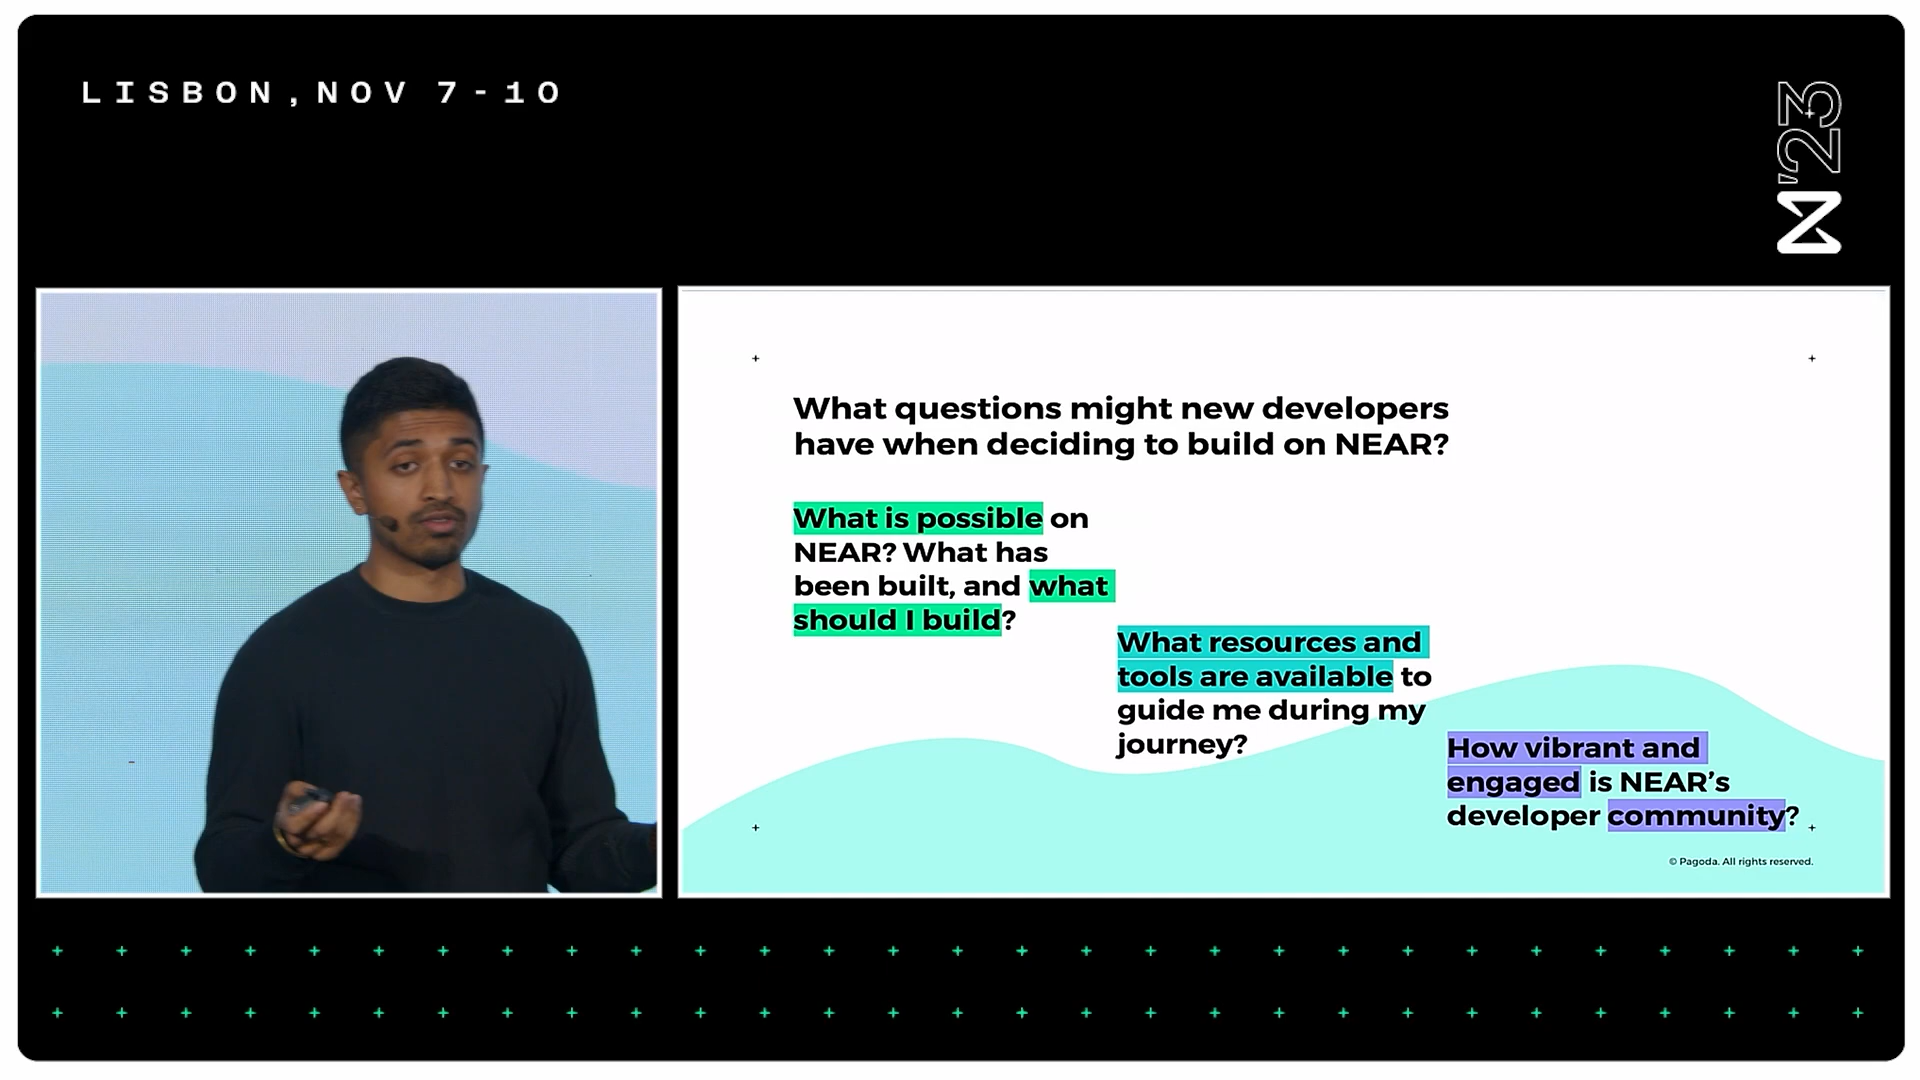 LISBON, NOV 7-10
'23
What questions might new developers
have when deciding to build on NEAR?
What is possible on
NEAR? What has
been built, and what
should I build?
What resources and
tools are available to
guide me during my
journey?
How vibrant and
engaged is NEAR’s
developer community?
© Pagoda. All rights reserved.